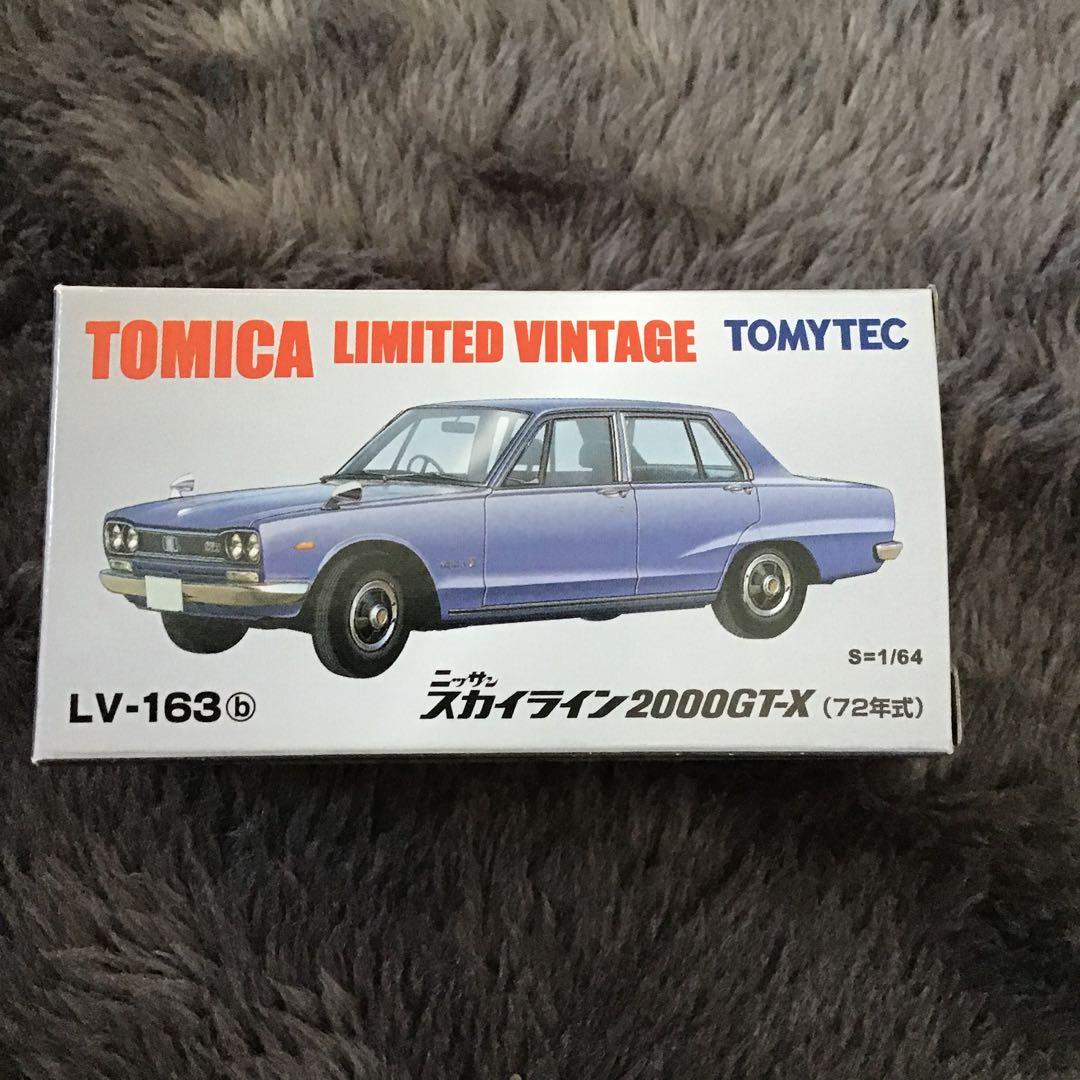 TOMICA LIMITED VINTAGE TOMYTEC
S=1/64
LV-163ⓑ
ニッサン
スカイライン2000GT-X (72年式)